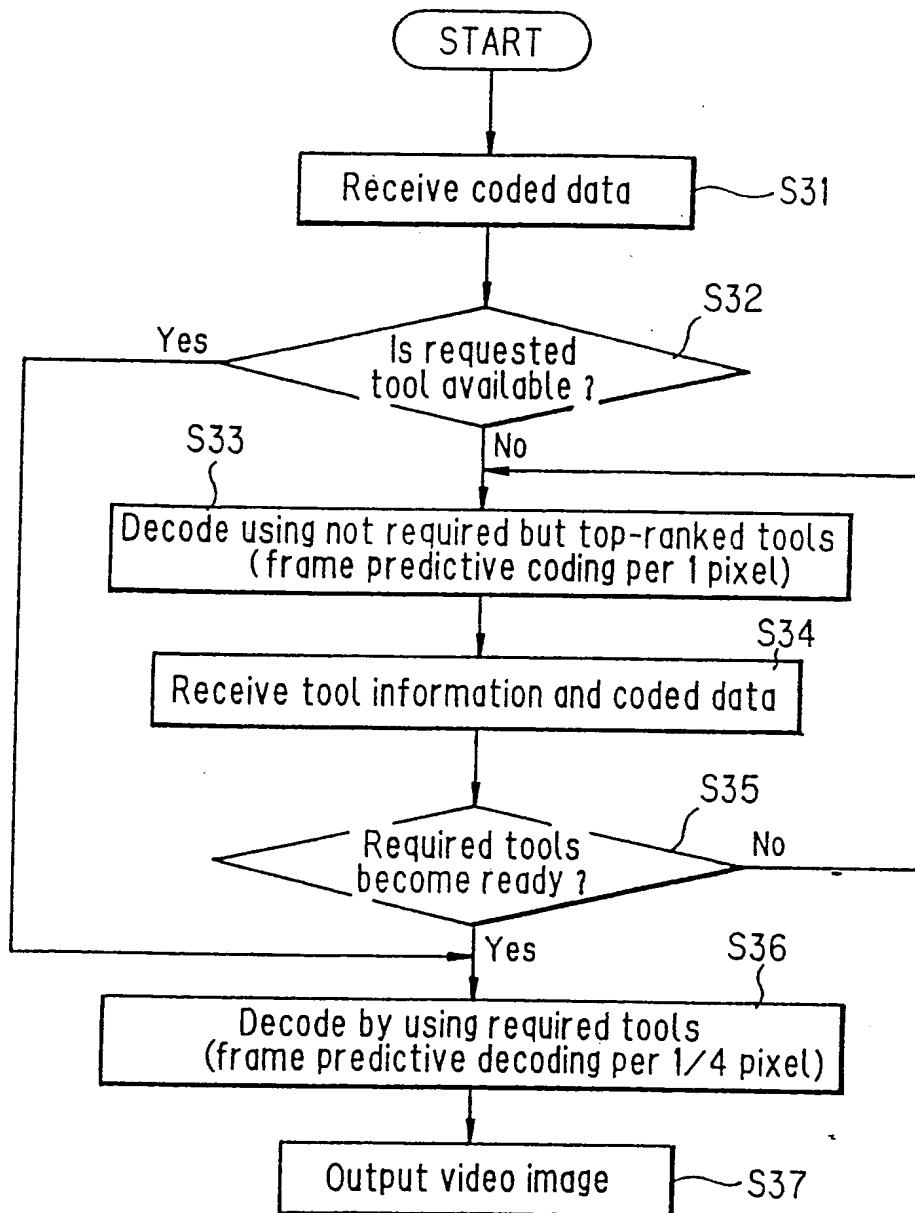 START
Receive coded data
S31
S32
Yes
Is requested
tool available ?
No
S33
Decode using not required but top-ranked tools
(frame predictive coding per 1 pixel)
S34
Receive tool information and coded data
S35
Required tools
become ready ?
No
Yes
S36
Decode by using required tools
(frame predictive decoding per 1/4 pixel)
Output video image
S37